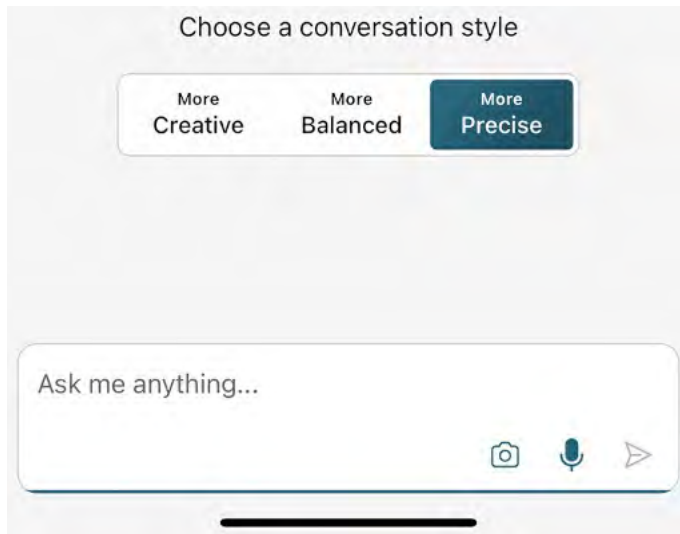 Choose a conversation style
More
Creative
More
Balanced
More
Precise
Ask me anything...